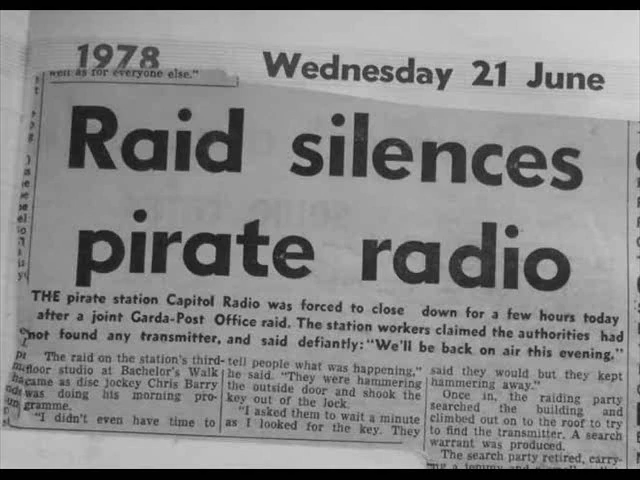 1978
Wednesday 21 June
well as for everyone else."
Raid silences
pirate radio
THE pirate station Capitol Radio was forced to close down for a few hours today
after a joint Garda-Post Office raid. The station workers claimed the authorities had
not found any transmitter, and said defiantly: "We'll be back on air this evening."
The raid on the station's third-
floor studio at Bachelor's Walk
came as disc jockey Chris Barry
was doing his morning pro-
gramme.
"I didn't even have time to
tell people what was happening,"
he said. "They were hammering
the outside door and shook the
key out of the lock.
"I asked them to wait a minute
as I looked for the key. They
said they would but they kept
hammering away."
Once in, the raiding party
searched the building and
climbed out on to the roof to try
to find the transmitter. A search
warrant was produced.
The search party retired, carry-